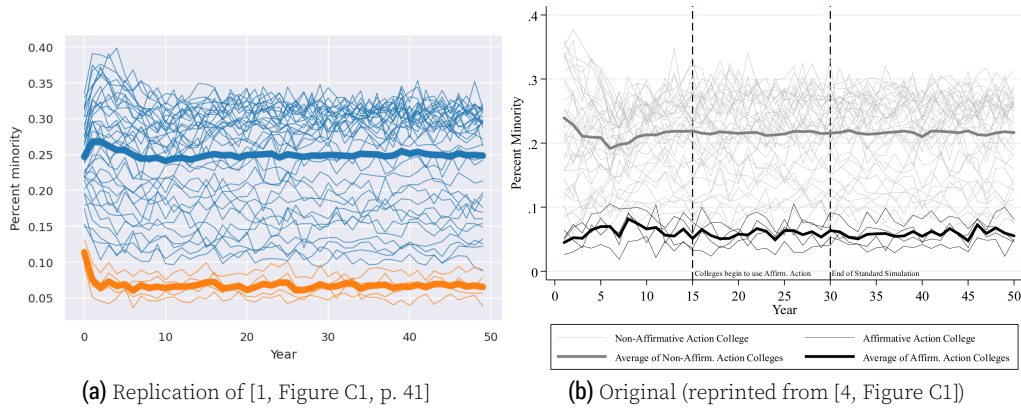 0.40
0.35
0.30
0.25
0.20
0.15
0.10
0.05
Percent minority
0 10 20 30 40 50
Year
(a) Replication of [1, Figure C1, p. 41]
.4
.3
.2
.1
0
Percent Minority
Colleges begin to use Affirm. Action
End of Standard Simulation
0 5 10 15 20 25 30 35 40 45 50
Year
Non-Affirmative Action College
Affirmative Action College
Average of Non-Affirm. Action Colleges
Average of Affirm. Action Colleges
(b) Original (reprinted from [4, Figure C1])